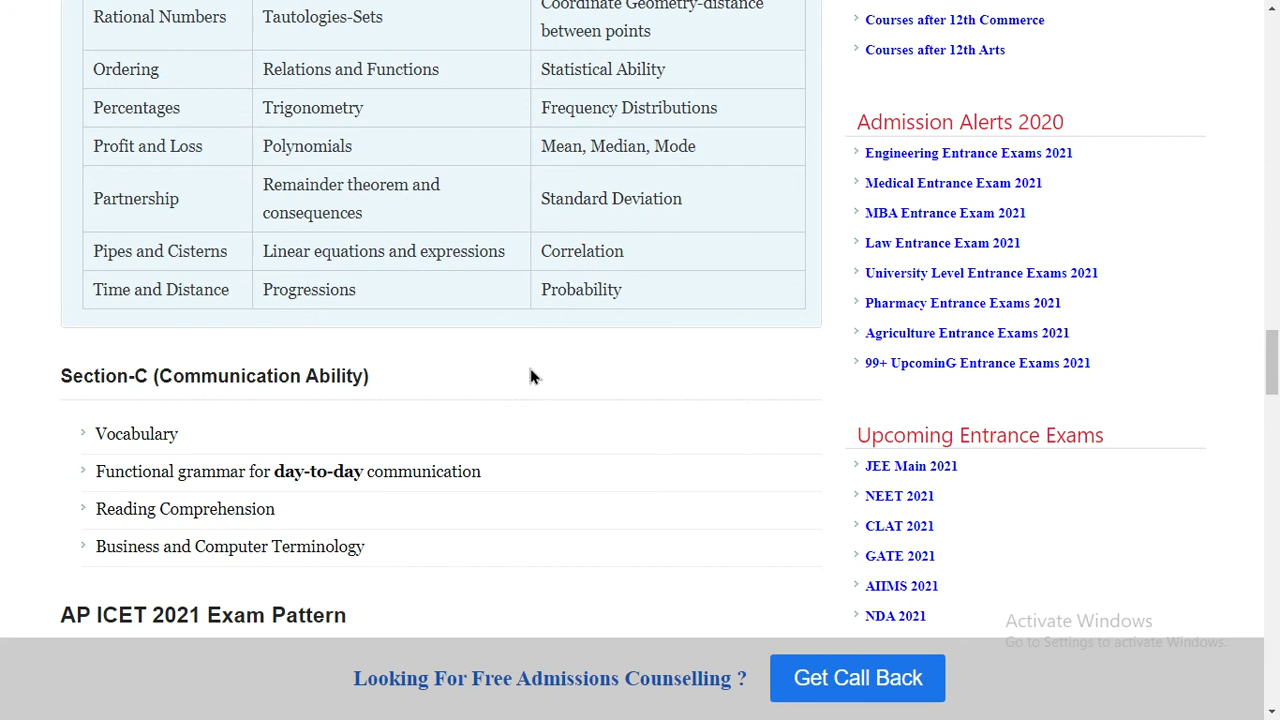 Coordinate Geometry-distance
Rational Numbers Tautologies-Sets
between points
Ordering Relations and Functions Statistical Ability
Percentages Trigonometry Frequency Distributions
Profit and Loss Polynomials Mean, Median, Mode
Remainder theorem and
Partnership Standard Deviation
consequences
Pipes and Cisterns Linear equations and expressions Correlation
Time and Distance Progressions Probability
Section-C (Communication Ability)
Vocabulary
Functional grammar for day-to-day communication
Reading Comprehension
Business and Computer Terminology
AP ICET 2021 Exam Pattern
Courses after 12th Commerce
Courses after 12th Arts
Admission Alerts 2020
Engineering Entrance Exams 2021
Medical Entrance Exam 2021
MBA Entrance Exam 2021
Law Entrance Exam 2021
University Level Entrance Exams 2021
Pharmacy Entrance Exams 2021
Agriculture Entrance Exams 2021
99+ UpcominG Entrance Exams 2021
Upcoming Entrance Exams
JEE Main 2021
NEET 2021
CLAT 2021
GATE 2021
AIIMS 2021
NDA 2021
Activate Windows
Go to Settings to activate Windows.
Looking For Free Admissions Counselling ? Get Call Back